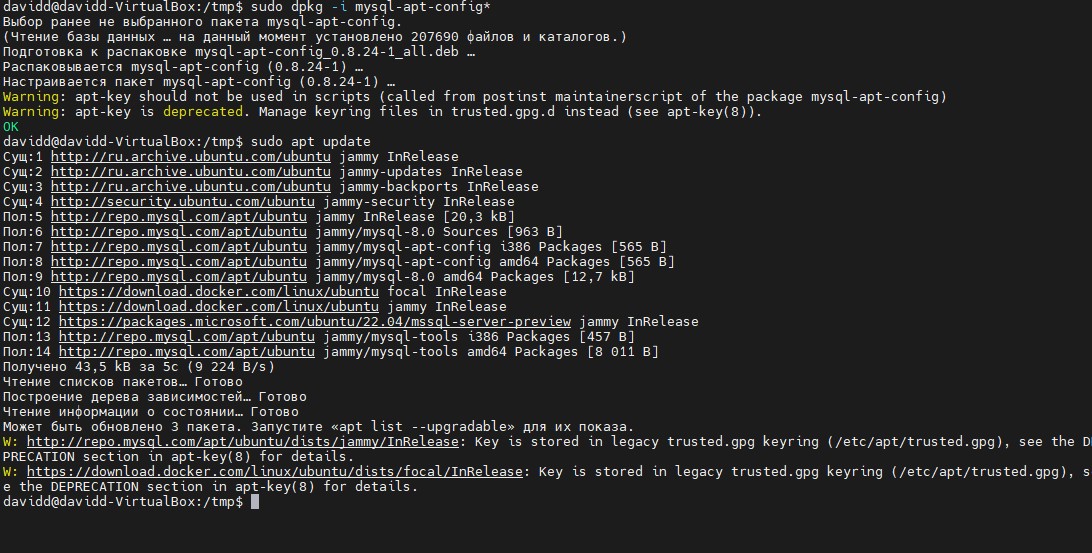 davidd@davidd-VirtualBox:/tmp$ sudo dpkg -i mysql-apt-config*
Выбор ранее не выбранного пакета mysql-apt-config.
(Чтение базы данных … на данный момент установлено 207690 файлов и каталогов.)
Подготовка к распаковке mysql-apt-config_0.8.24-1_all.deb …
Распаковывается mysql-apt-config (0.8.24-1) …
Настраивается пакет mysql-apt-config (0.8.24-1) …
Warning: apt-key should not be used in scripts (called from postinst maintainerscript of the package mysql-apt-config)
Warning: apt-key is deprecated. Manage keyring files in trusted.gpg.d instead (see apt-key(8)).
OK
davidd@davidd-VirtualBox:/tmp$ sudo apt update
Сущ:1 http://ru.archive.ubuntu.com/ubuntu jammy InRelease
Сущ:2 http://ru.archive.ubuntu.com/ubuntu jammy-updates InRelease
Сущ:3 http://ru.archive.ubuntu.com/ubuntu jammy-backports InRelease
Сущ:4 http://security.ubuntu.com/ubuntu jammy-security InRelease
Пол:5 http://repo.mysql.com/apt/ubuntu jammy InRelease [20,3 kB]
Пол:6 http://repo.mysql.com/apt/ubuntu jammy/mysql-8.0 Sources [963 B]
Пол:7 http://repo.mysql.com/apt/ubuntu jammy/mysql-apt-config i386 Packages [565 B]
Пол:8 http://repo.mysql.com/apt/ubuntu jammy/mysql-apt-config amd64 Packages [565 B]
Пол:9 http://repo.mysql.com/apt/ubuntu jammy/mysql-8.0 amd64 Packages [12,7 kB]
Сущ:10 https://download.docker.com/linux/ubuntu focal InRelease
Сущ:11 https://download.docker.com/linux/ubuntu jammy InRelease
Сущ:12 https://packages.microsoft.com/ubuntu/22.04/mssql-server-preview jammy InRelease
Пол:13 http://repo.mysql.com/apt/ubuntu jammy/mysql-tools i386 Packages [457 B]
Пол:14 http://repo.mysql.com/apt/ubuntu jammy/mysql-tools amd64 Packages [8 011 B]
Получено 43,5 kB за 5с (9 224 B/s)
Чтение списков пакетов… Готово
Построение дерева зависимостей… Готово
Чтение информации о состоянии… Готово
Может быть обновлено 3 пакета. Запустите «apt list --upgradable» для их показа.
W: http://repo.mysql.com/apt/ubuntu/dists/jammy/InRelease: Key is stored in legacy trusted.gpg keyring (/etc/apt/trusted.gpg), see the DE
PRECATION section in apt-key(8) for details.
W: https://download.docker.com/linux/ubuntu/dists/focal/InRelease: Key is stored in legacy trusted.gpg keyring (/etc/apt/trusted.gpg), s
e the DEPRECATION section in apt-key(8) for details.
davidd@davidd-VirtualBox:/tmp$